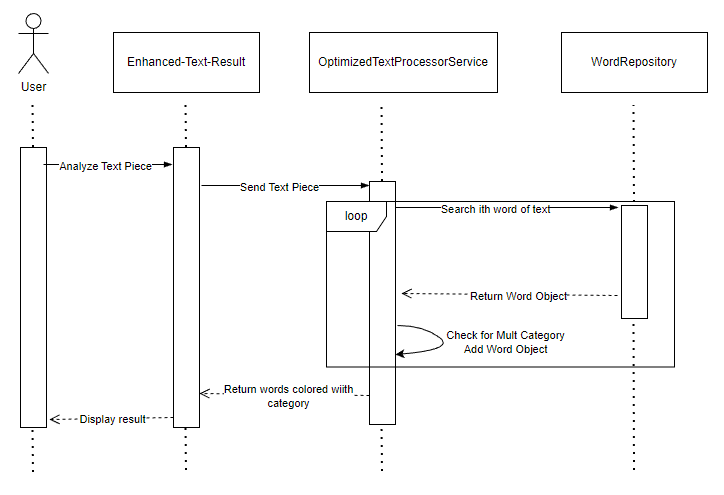 User
Enhanced-Text-Result
OptimizedTextProcessorService
WordRepository
Analyze Text Piece
Send Text Piece
loop
Search ith word of text
Return Word Object
Check for Mult Category
Add Word Object
Return words colored wiith
category
Display result